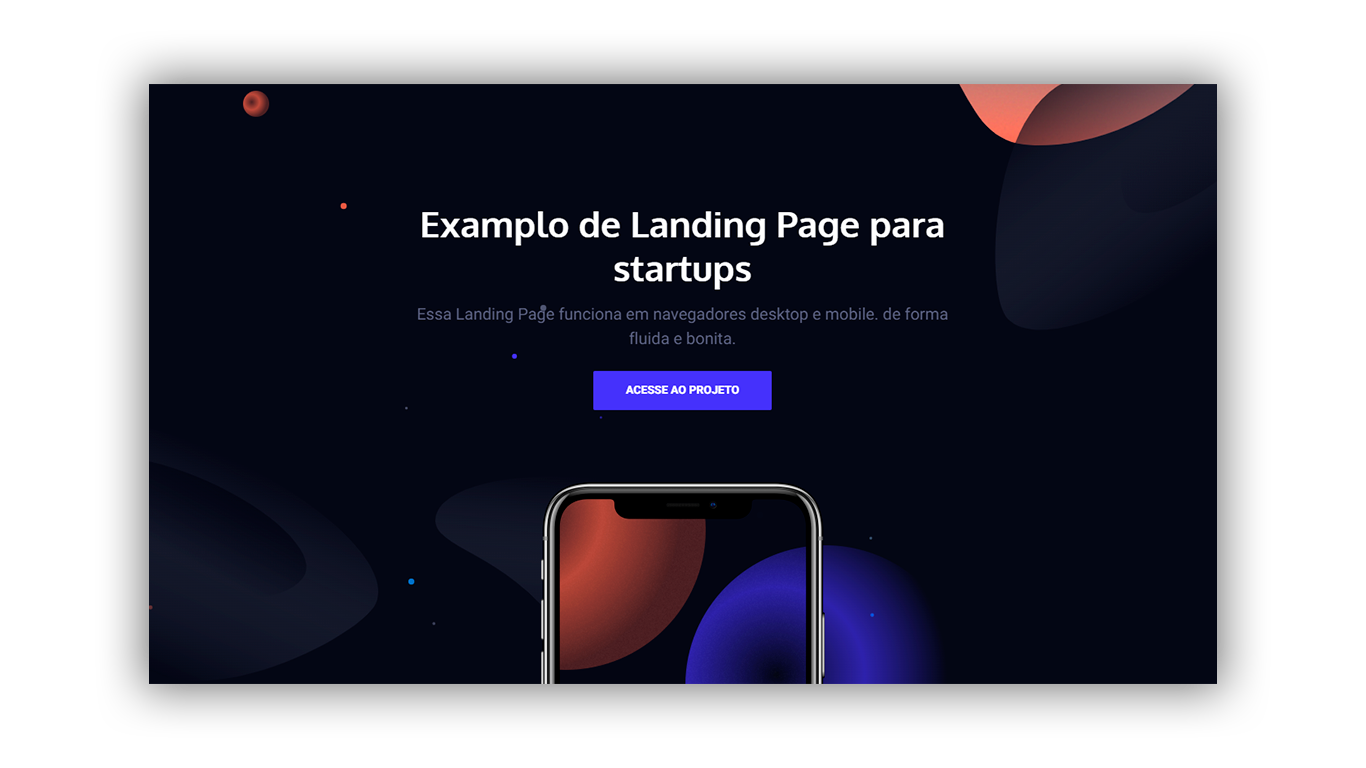 Examplo de Landing Page para
startups
Essa Landing Page funciona em navegadores desktop e mobile. de forma
fluida e bonita.
ACESSE AO PROJETO